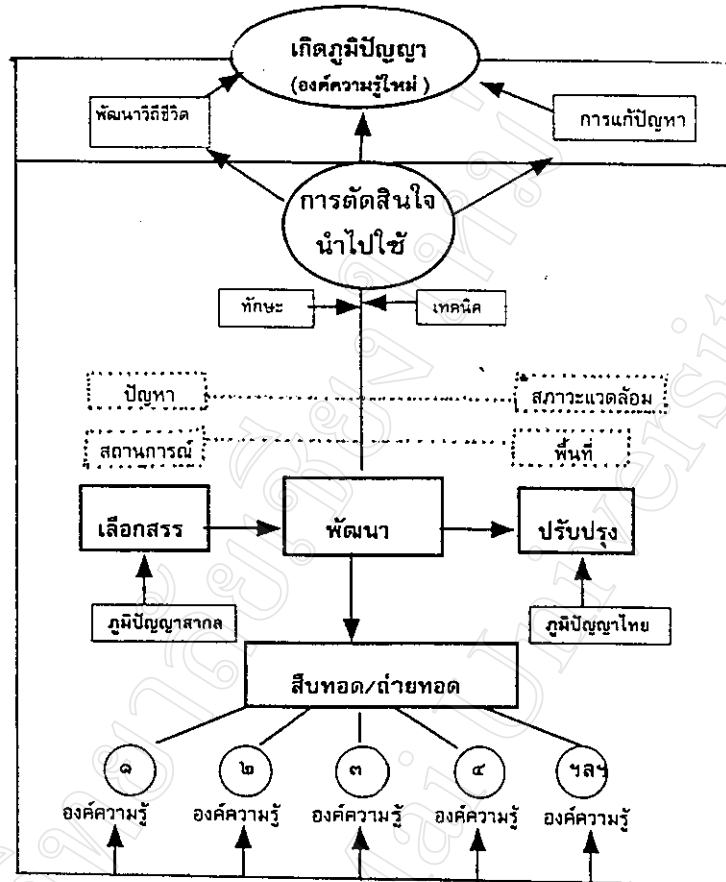 เกิดภูมิปัญญา
(องค์ความรู้ใหม่)
พัฒนาวิถีชีวิต
การแก้ปัญหา
การตัดสินใจ
นำไปใช้
ทักษะ
เทคนิค
ปัญหา
สภาวะแวดล้อม
สถานการณ์
พื้นที่
เลือกสรร
พัฒนา
ปรับปรุง
ภูมิปัญญาสากล
ภูมิปัญญาไทย
สืบทอด/ถ่ายทอด
๑ ๒ ๓ ๔ ฯลฯ
องค์ความรู้ องค์ความรู้ องค์ความรู้ องค์ความรู้ องค์ความรู้